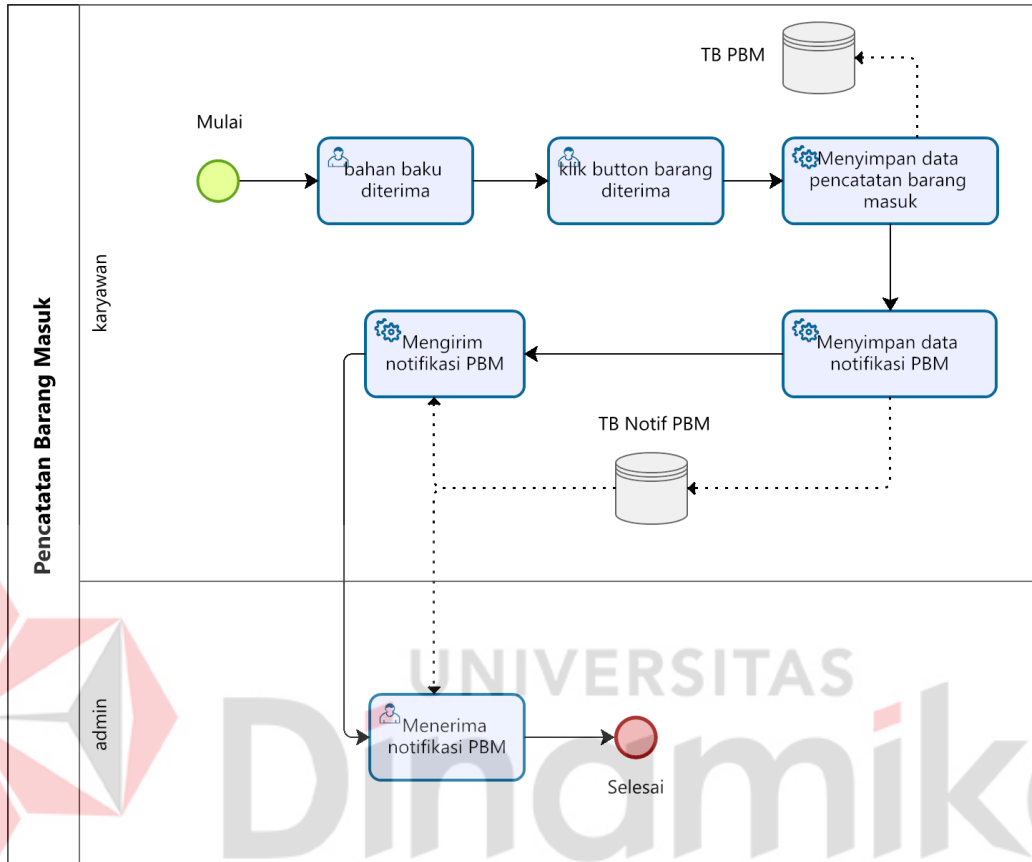 Pencatatan Barang Masuk
karyawan
Mulai
bahan baku
diterima
klik button barang
diterima
Menyimpan data
pencatatan barang
masuk
TB PBM
Menyimpan data
notifikasi PBM
Mengirim
notifikasi PBM
TB Notif PBM
admin
Menerima
notifikasi PBM
Selesai
UNIVERSITAS
Dinamika